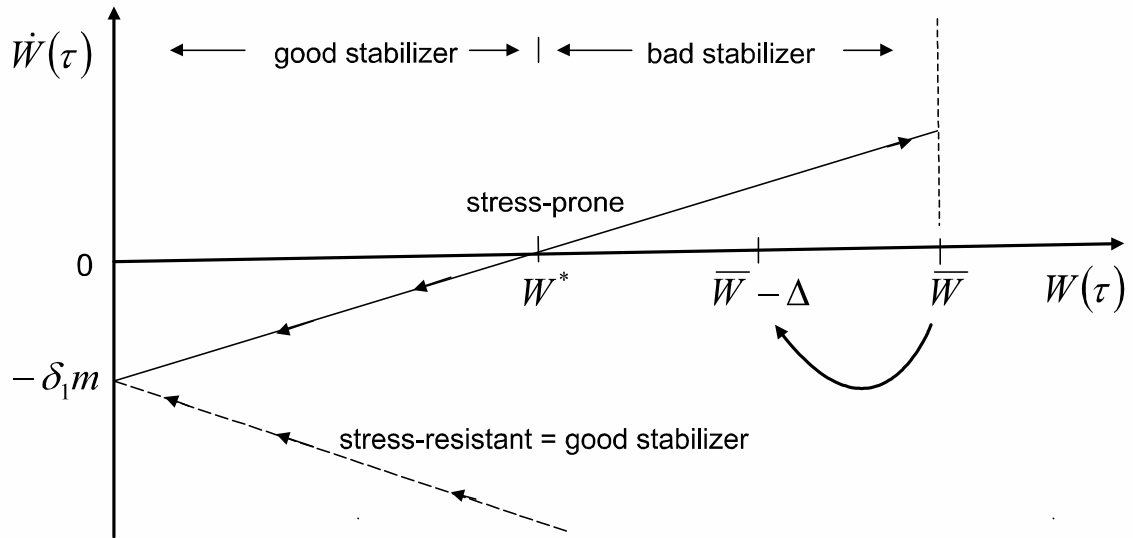 Ẇ(τ)
good stabilizer
bad stabilizer
stress-prone
0
W*
W̅ − Δ
W̅
W(τ)
−δ₁m
stress-resistant = good stabilizer